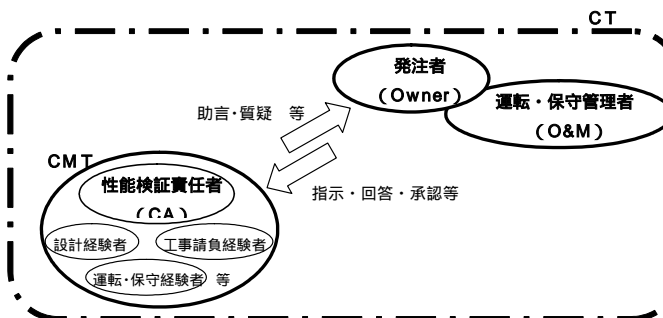 CT
発注者
(Owner)
運転・保守管理者
(O&M)
助言・質疑　等
CMT
性能検証責任者
(CA)
指示・回答・承認等
設計経験者
工事請負経験者
運転・保守経験者　等